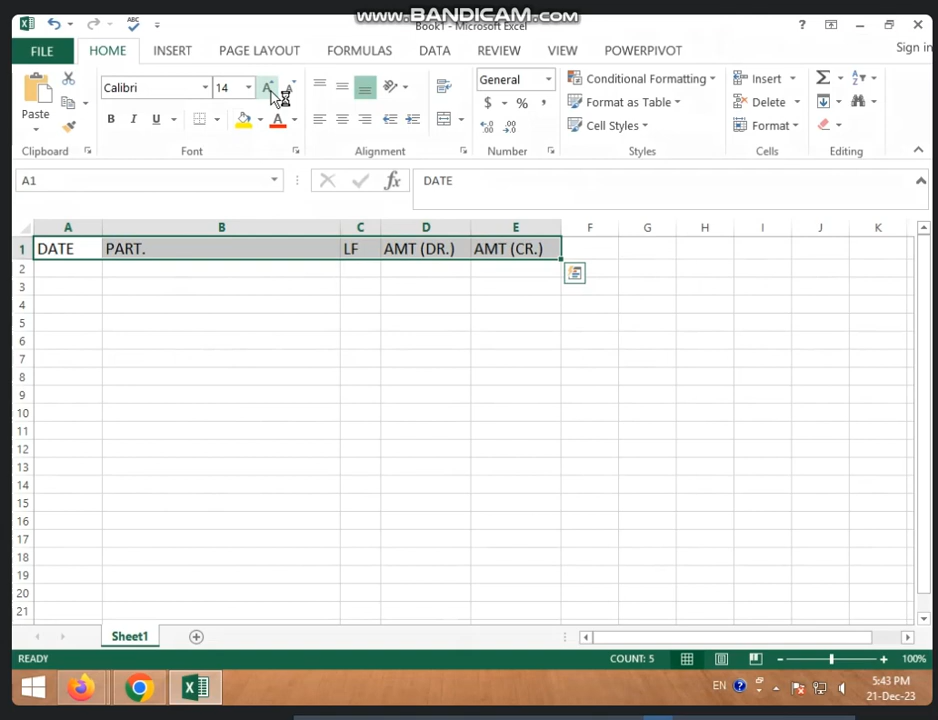 www.BANDICAM.com
Book1 - Microsoft Excel
FILE HOME INSERT PAGE LAYOUT FORMULAS DATA REVIEW VIEW POWERPIVOT Sign in
Paste
Calibri 14
B I U A
General
$ % ,
Conditional Formatting
Format as Table
Cell Styles
Insert
Delete
Format
Clipboard Font Alignment Number Styles Cells Editing
A1 fx DATE
A B C D E F G H I J K
1 DATE PART. LF AMT (DR.) AMT (CR.)
2
3
4
5
6
7
8
9
10
11
12
13
14
15
16
17
18
19
20
21
Sheet1
READY COUNT: 5 100%
EN 5:43 PM
21-Dec-23